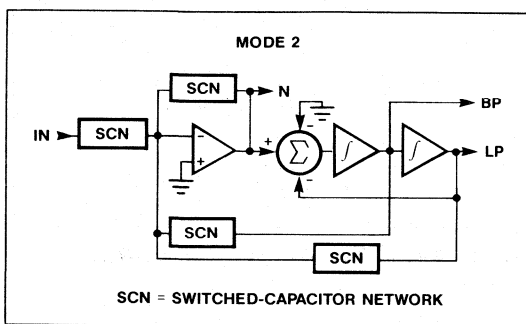 MODE 2
SCN
N
BP
IN
SCN
-
+
+
-
Σ
-
∫
∫
LP
SCN
SCN
SCN = SWITCHED-CAPACITOR NETWORK